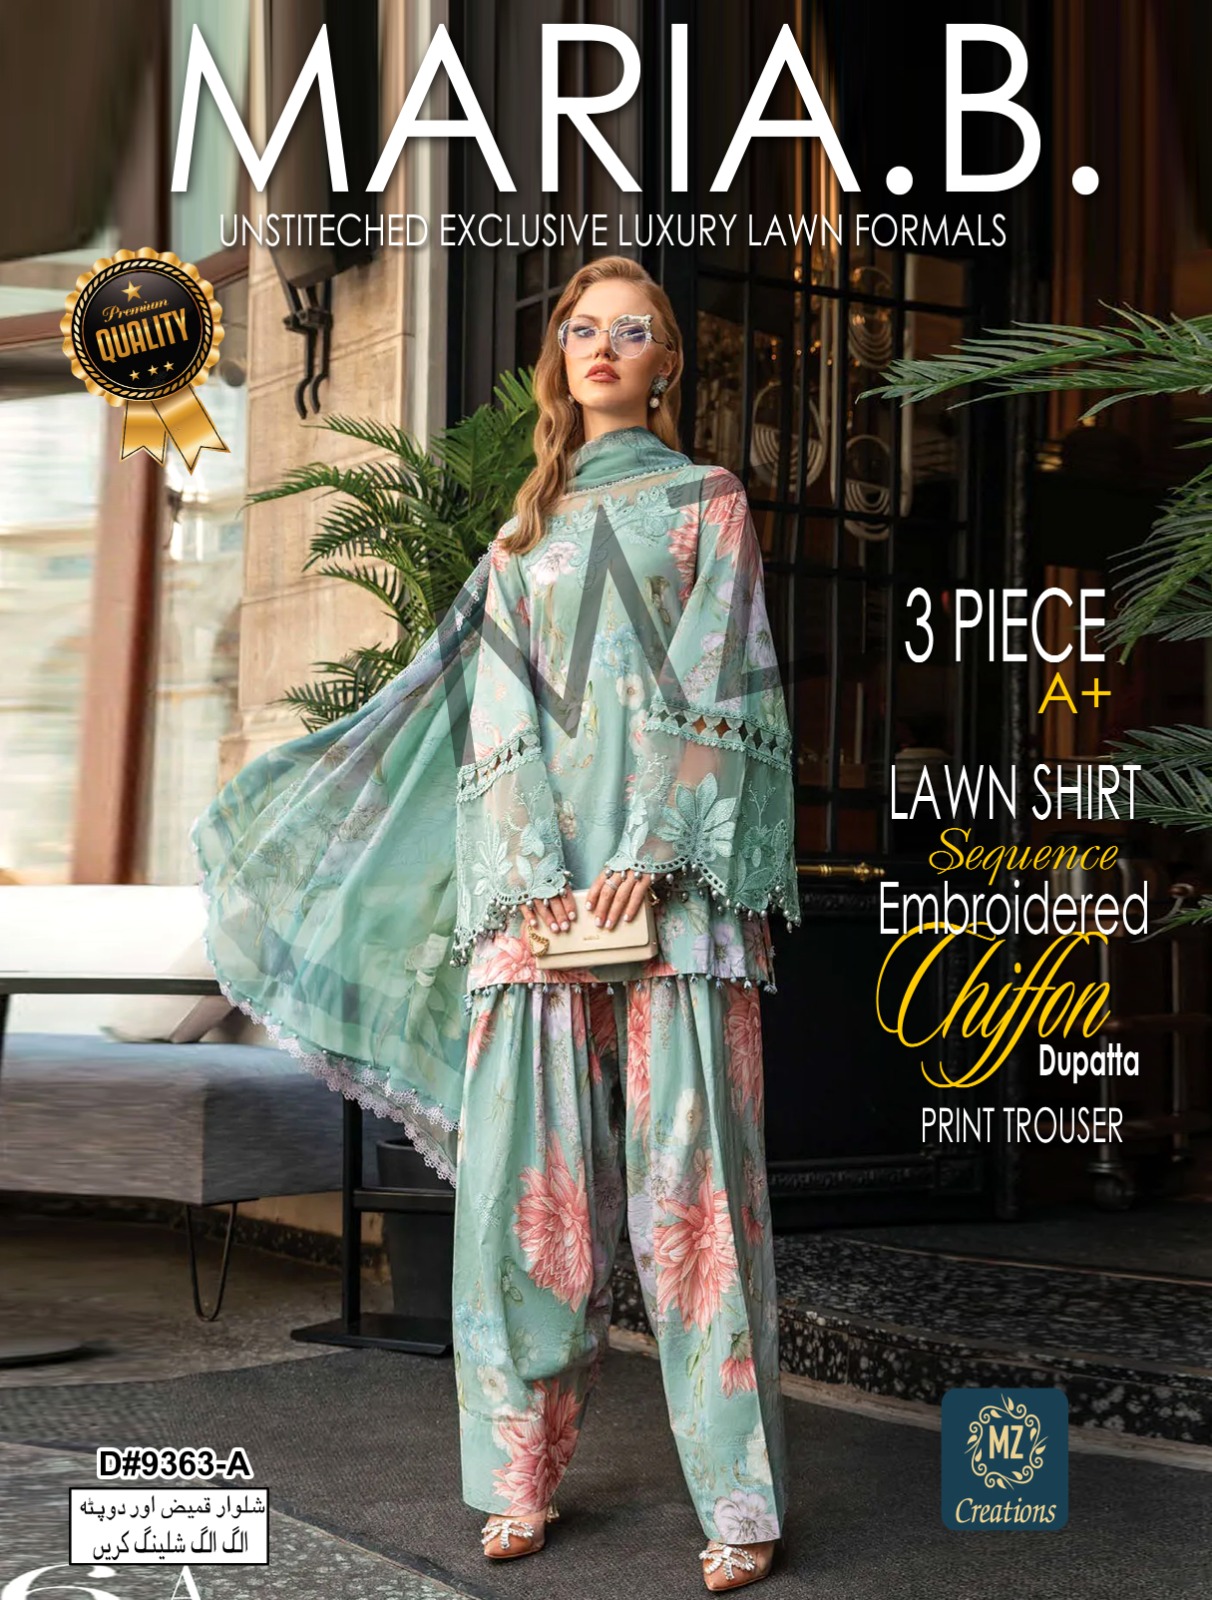 MARIA.B.
UNSTITECHED EXCLUSIVE LUXURY LAWN FORMALS
Premium
QUALITY
MZ
3 PIECE
A+
LAWN SHIRT
Sequence
Embroidered
Chiffon
Dupatta
PRINT TROUSER
D#9363-A
شلوار قمیض اور دوپٹہ
الگ الگ شلینگ کریں
MZ
Creations
A